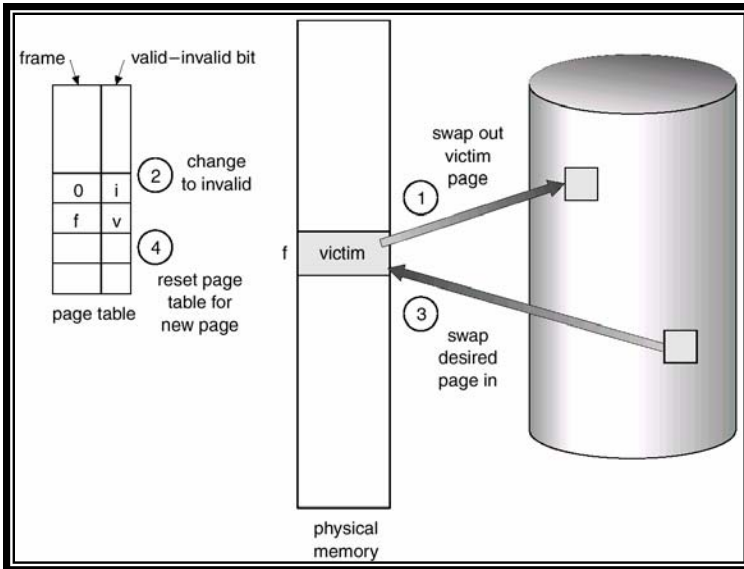 frame
valid–invalid bit
0 i
f v
page table
2
change
to invalid
4
reset page
table for
new page
f
victim
physical
memory
swap out
victim
page
1
3
swap
desired
page in